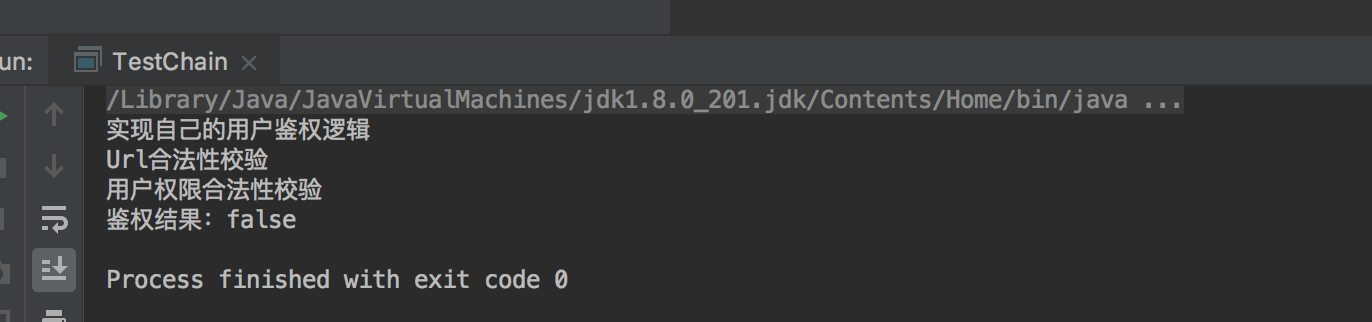 un:
TestChain
/Library/Java/JavaVirtualMachines/jdk1.8.0_201.jdk/Contents/Home/bin/java ...
实现自己的用户鉴权逻辑
Url合法性校验
用户权限合法性校验
鉴权结果：false
Process finished with exit code 0